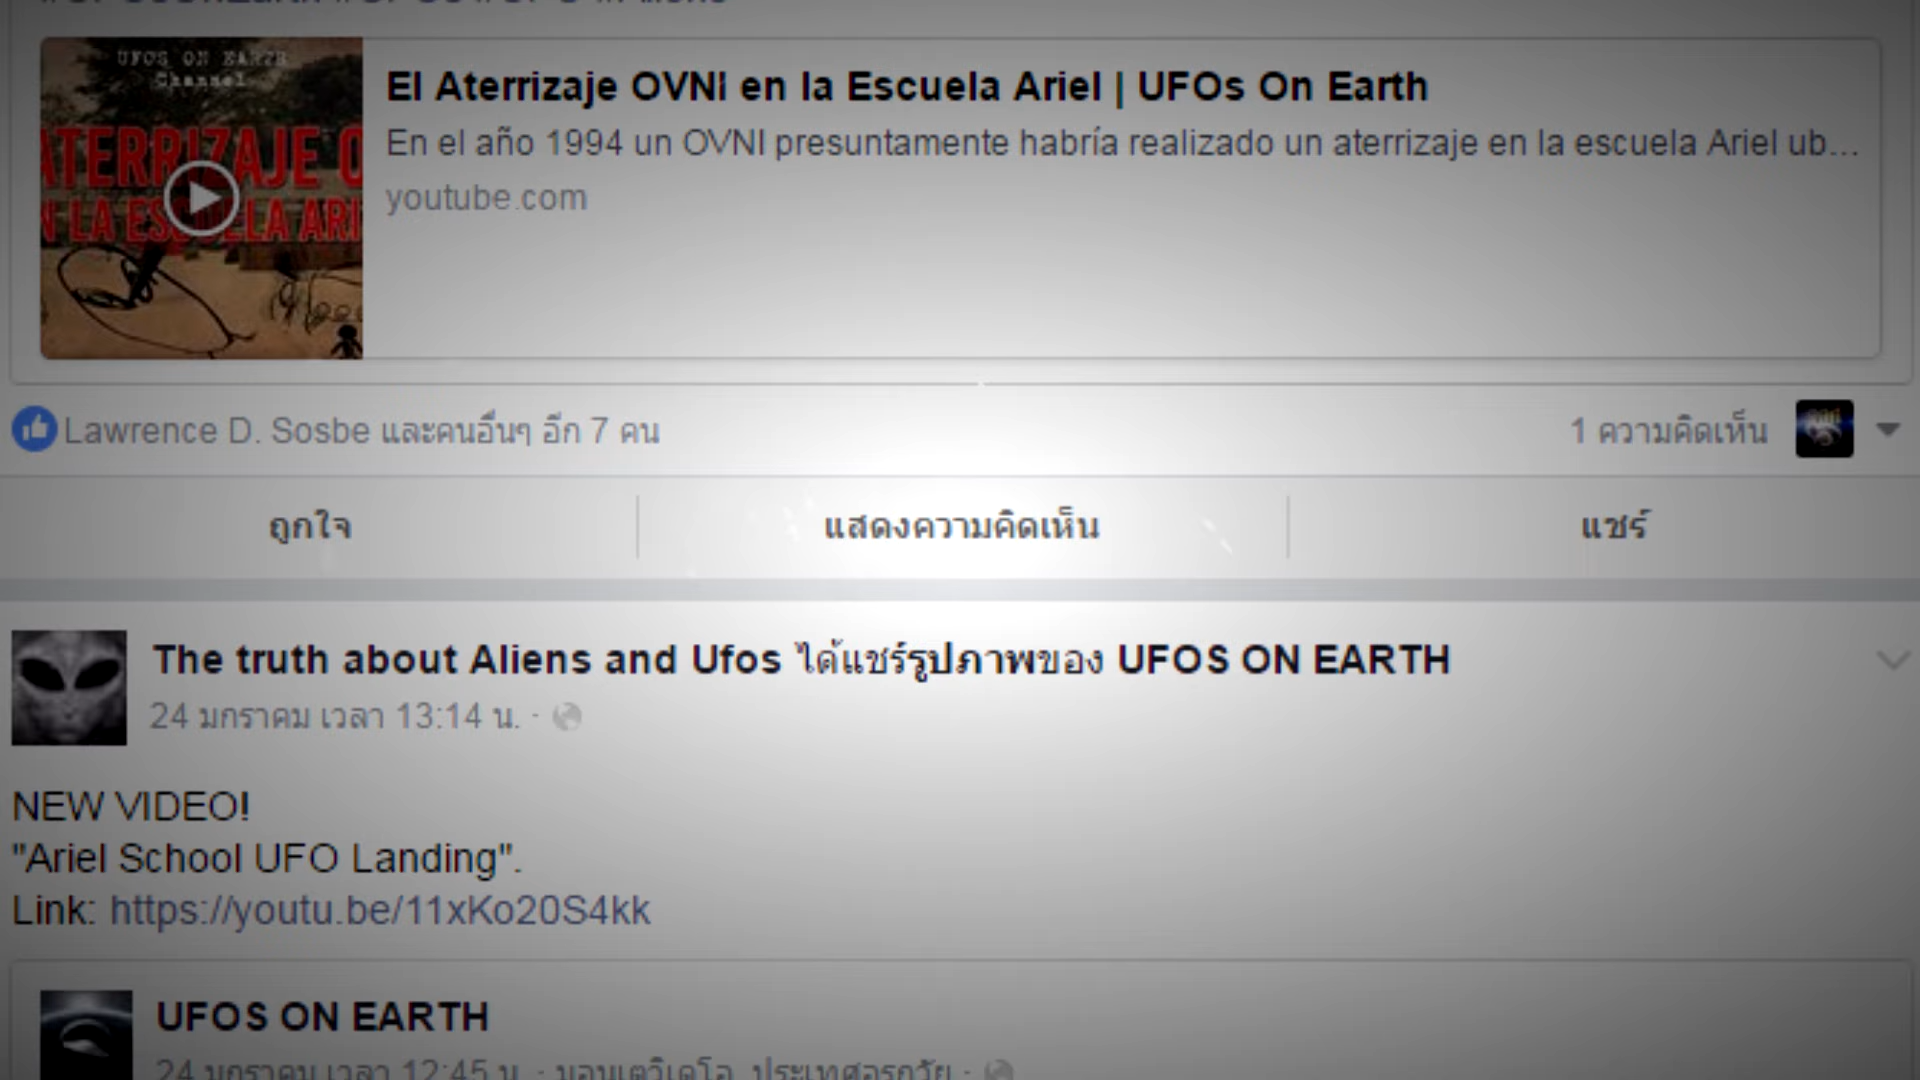 UFOS ON EARTH
Channel
ATERRIZAJE O
N LA ESCUELA ARI
El Aterrizaje OVNI en la Escuela Ariel | UFOs On Earth
En el año 1994 un OVNI presuntamente habría realizado un aterrizaje en la escuela Ariel ub...
youtube.com
Lawrence D. Sosbe และคนอื่นๆ อีก 7 คน
1 ความคิดเห็น
ถูกใจ
แสดงความคิดเห็น
แชร์
The truth about Aliens and Ufos ได้แชร์รูปภาพของ UFOS ON EARTH
24 มกราคม เวลา 13:14 น. ·
NEW VIDEO!
"Ariel School UFO Landing".
Link: https://youtu.be/11xKo20S4kk
UFOS ON EARTH
24 มกราคม เวลา 12:45 น. · มอนเตวิเดโอ, ประเทศอุรุกวัย ·